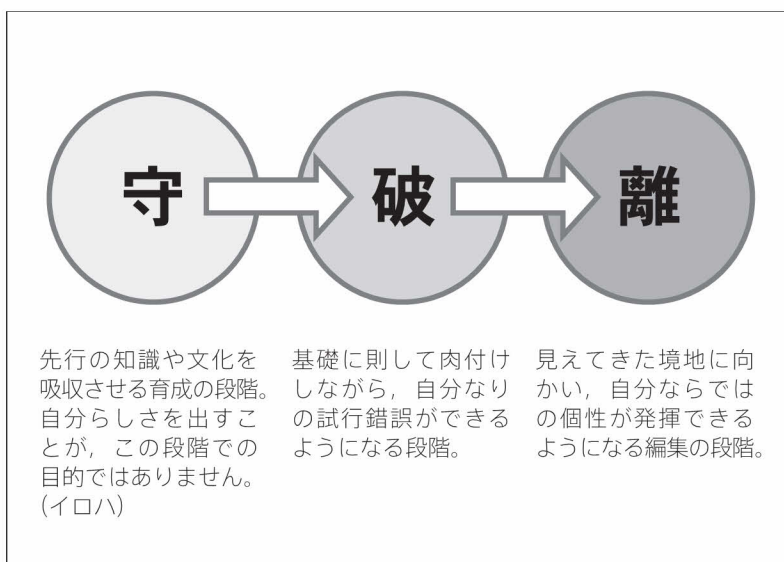 守
破
離
先行の知識や文化を
吸収させる育成の段階。
自分らしさを出すこ
とが，この段階での
目的ではありません。
(イロハ)
基礎に則して肉付け
しながら，自分なり
の試行錯誤ができる
ようになる段階。
見えてきた境地に向
かい，自分ならでは
の個性が発揮できる
ようになる編集の段階。